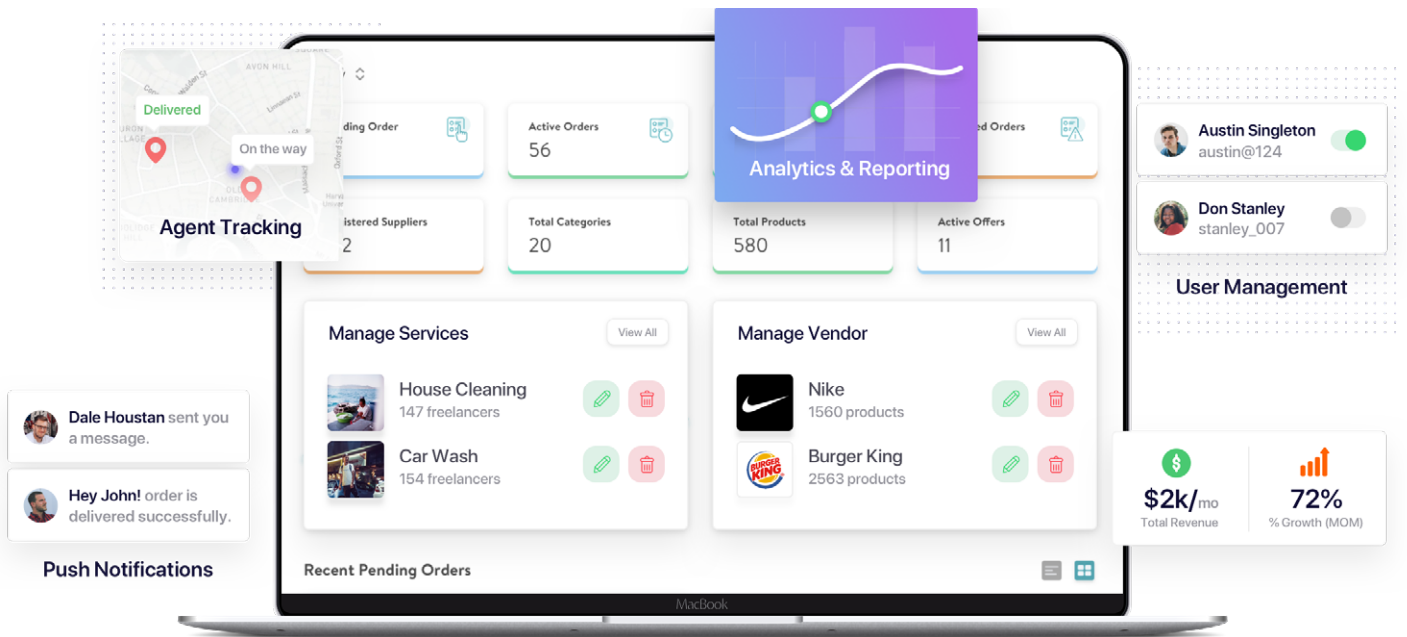 AVON HILL
Linnaean St
Delivered
On the way
Agent Tracking
ding Order
Active Orders
56
Analytics & Reporting
ed Orders
istered Suppliers
2
Total Categories
20
Total Products
580
Active Offers
11
Austin Singleton
austin@124
Don Stanley
stanley_007
User Management
Manage Services
View All
House Cleaning
147 freelancers
Car Wash
154 freelancers
Manage Vendor
View All
Nike
1560 products
BURGER
KING
Burger King
2563 products
Dale Houstan sent you
a message.
Hey John! order is
delivered successfully.
Push Notifications
$2k/mo
Total Revenue
72%
% Growth (MOM)
Recent Pending Orders
MacBook